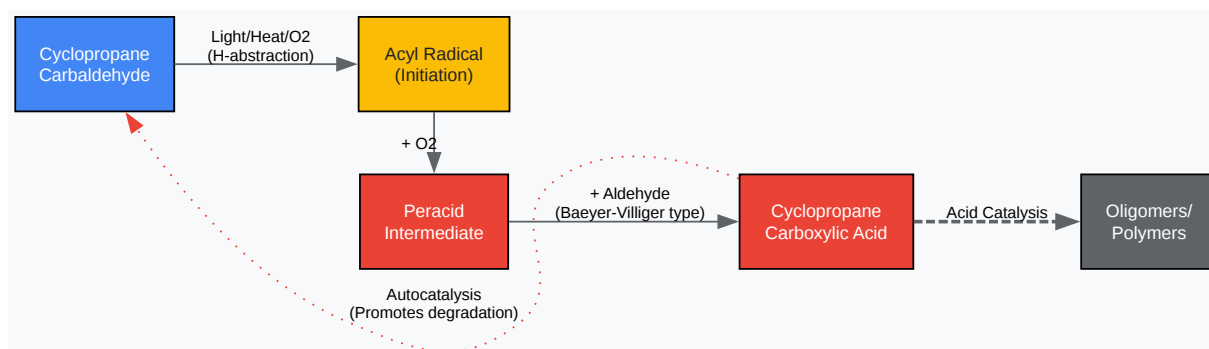 Cyclopropane
Carbaldehyde
Light/Heat/O2
(H-abstraction)
Acyl Radical
(Initiation)
+ O2
Peracid
Intermediate
+ Aldehyde
(Baeyer-Villiger type)
Cyclopropane
Carboxylic Acid
Acid Catalysis
Oligomers/
Polymers
Autocatalysis
(Promotes degradation)